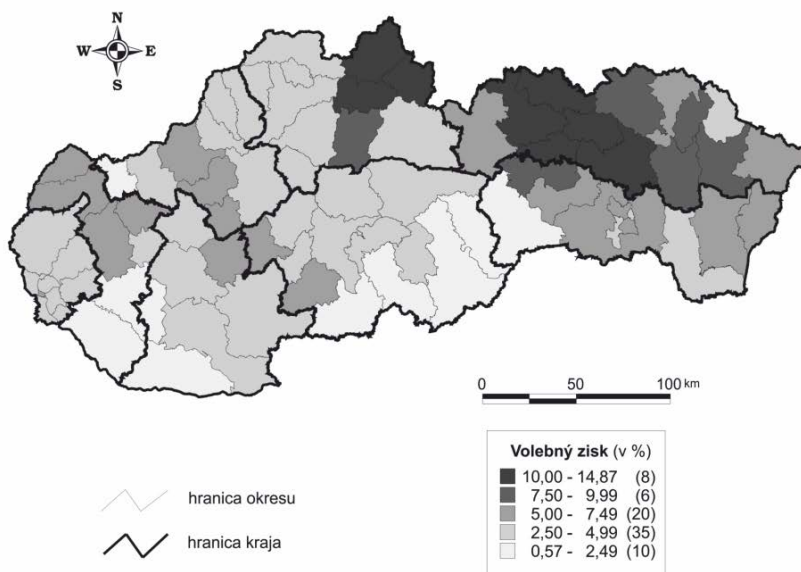 N
W E
S
0 50 100 km
Volebný zisk (v %)
10,00 - 14,87 (8)
7,50 - 9,99 (6)
5,00 - 7,49 (20)
2,50 - 4,99 (35)
0,57 - 2,49 (10)
hranica okresu
hranica kraja